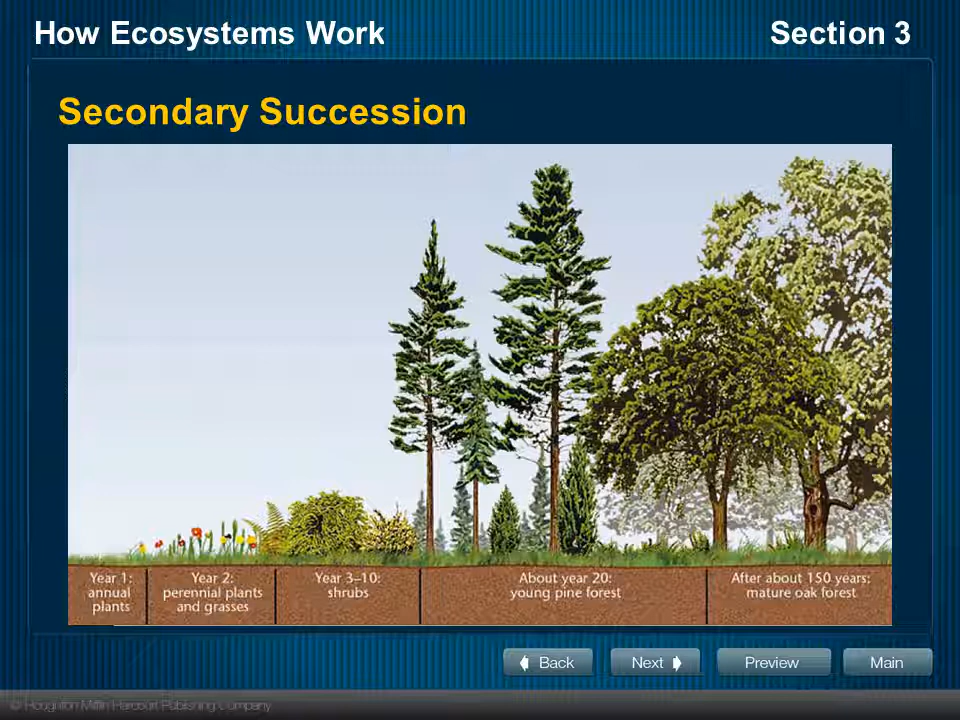 How Ecosystems Work
Section 3
Secondary Succession
Year 1:
annual
plants
Year 2:
perennial plants
and grasses
Year 3–10:
shrubs
About year 20:
young pine forest
After about 150 years:
mature oak forest
Back
Next
Preview
Main
© Houghton Mifflin Harcourt Publishing Company